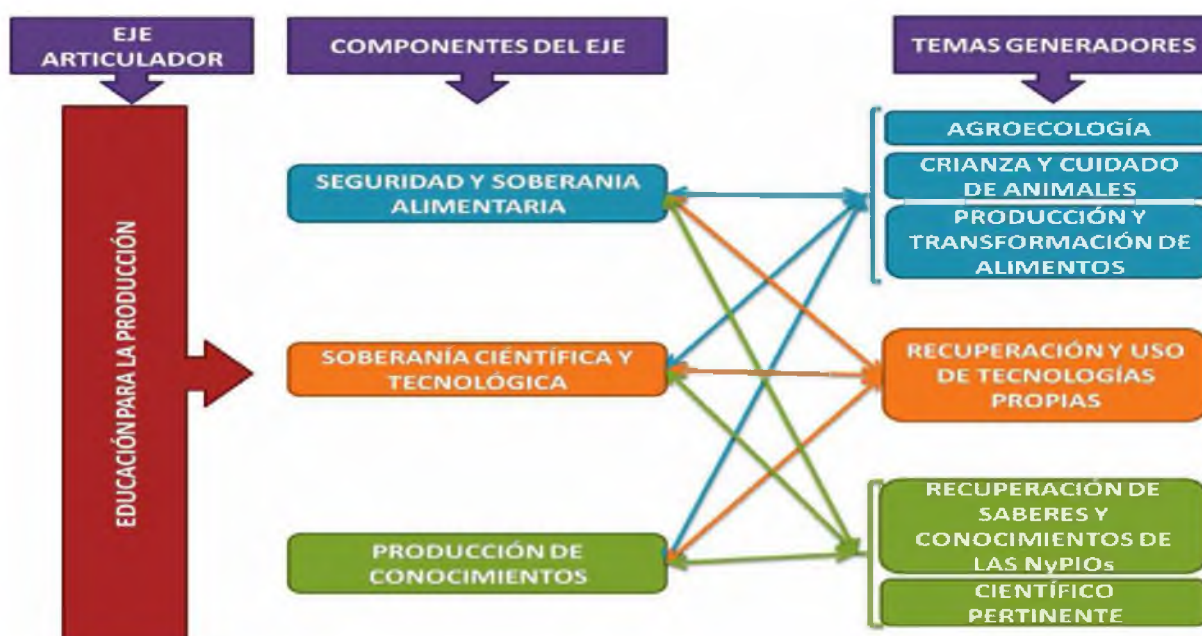 EJE
ARTICULADOR
COMPONENTES DEL EJE
TEMAS GENERADORES
EDUCACIÓN PARA LA PRODUCCIÓN
SEGURIDAD Y SOBERANIA
ALIMENTARIA
SOBERANÍA CIÉNTÍFICA Y
TECNOLÓGICA
PRODUCCIÓN DE
CONOCIMIENTOS
AGROECOLOGÍA
CRIANZA Y CUIDADO
DE ANIMALES
PRODUCCIÓN Y
TRANSFORMACIÓN DE
ALIMENTOS
RECUPERACIÓN Y USO
DE TECNOLOGÍAS
PROPIAS
RECUPERACIÓN DE
SABERES Y
CONOCIMIENTOS DE
LAS NyPIOs
CIENTÍFICO
PERTINENTE